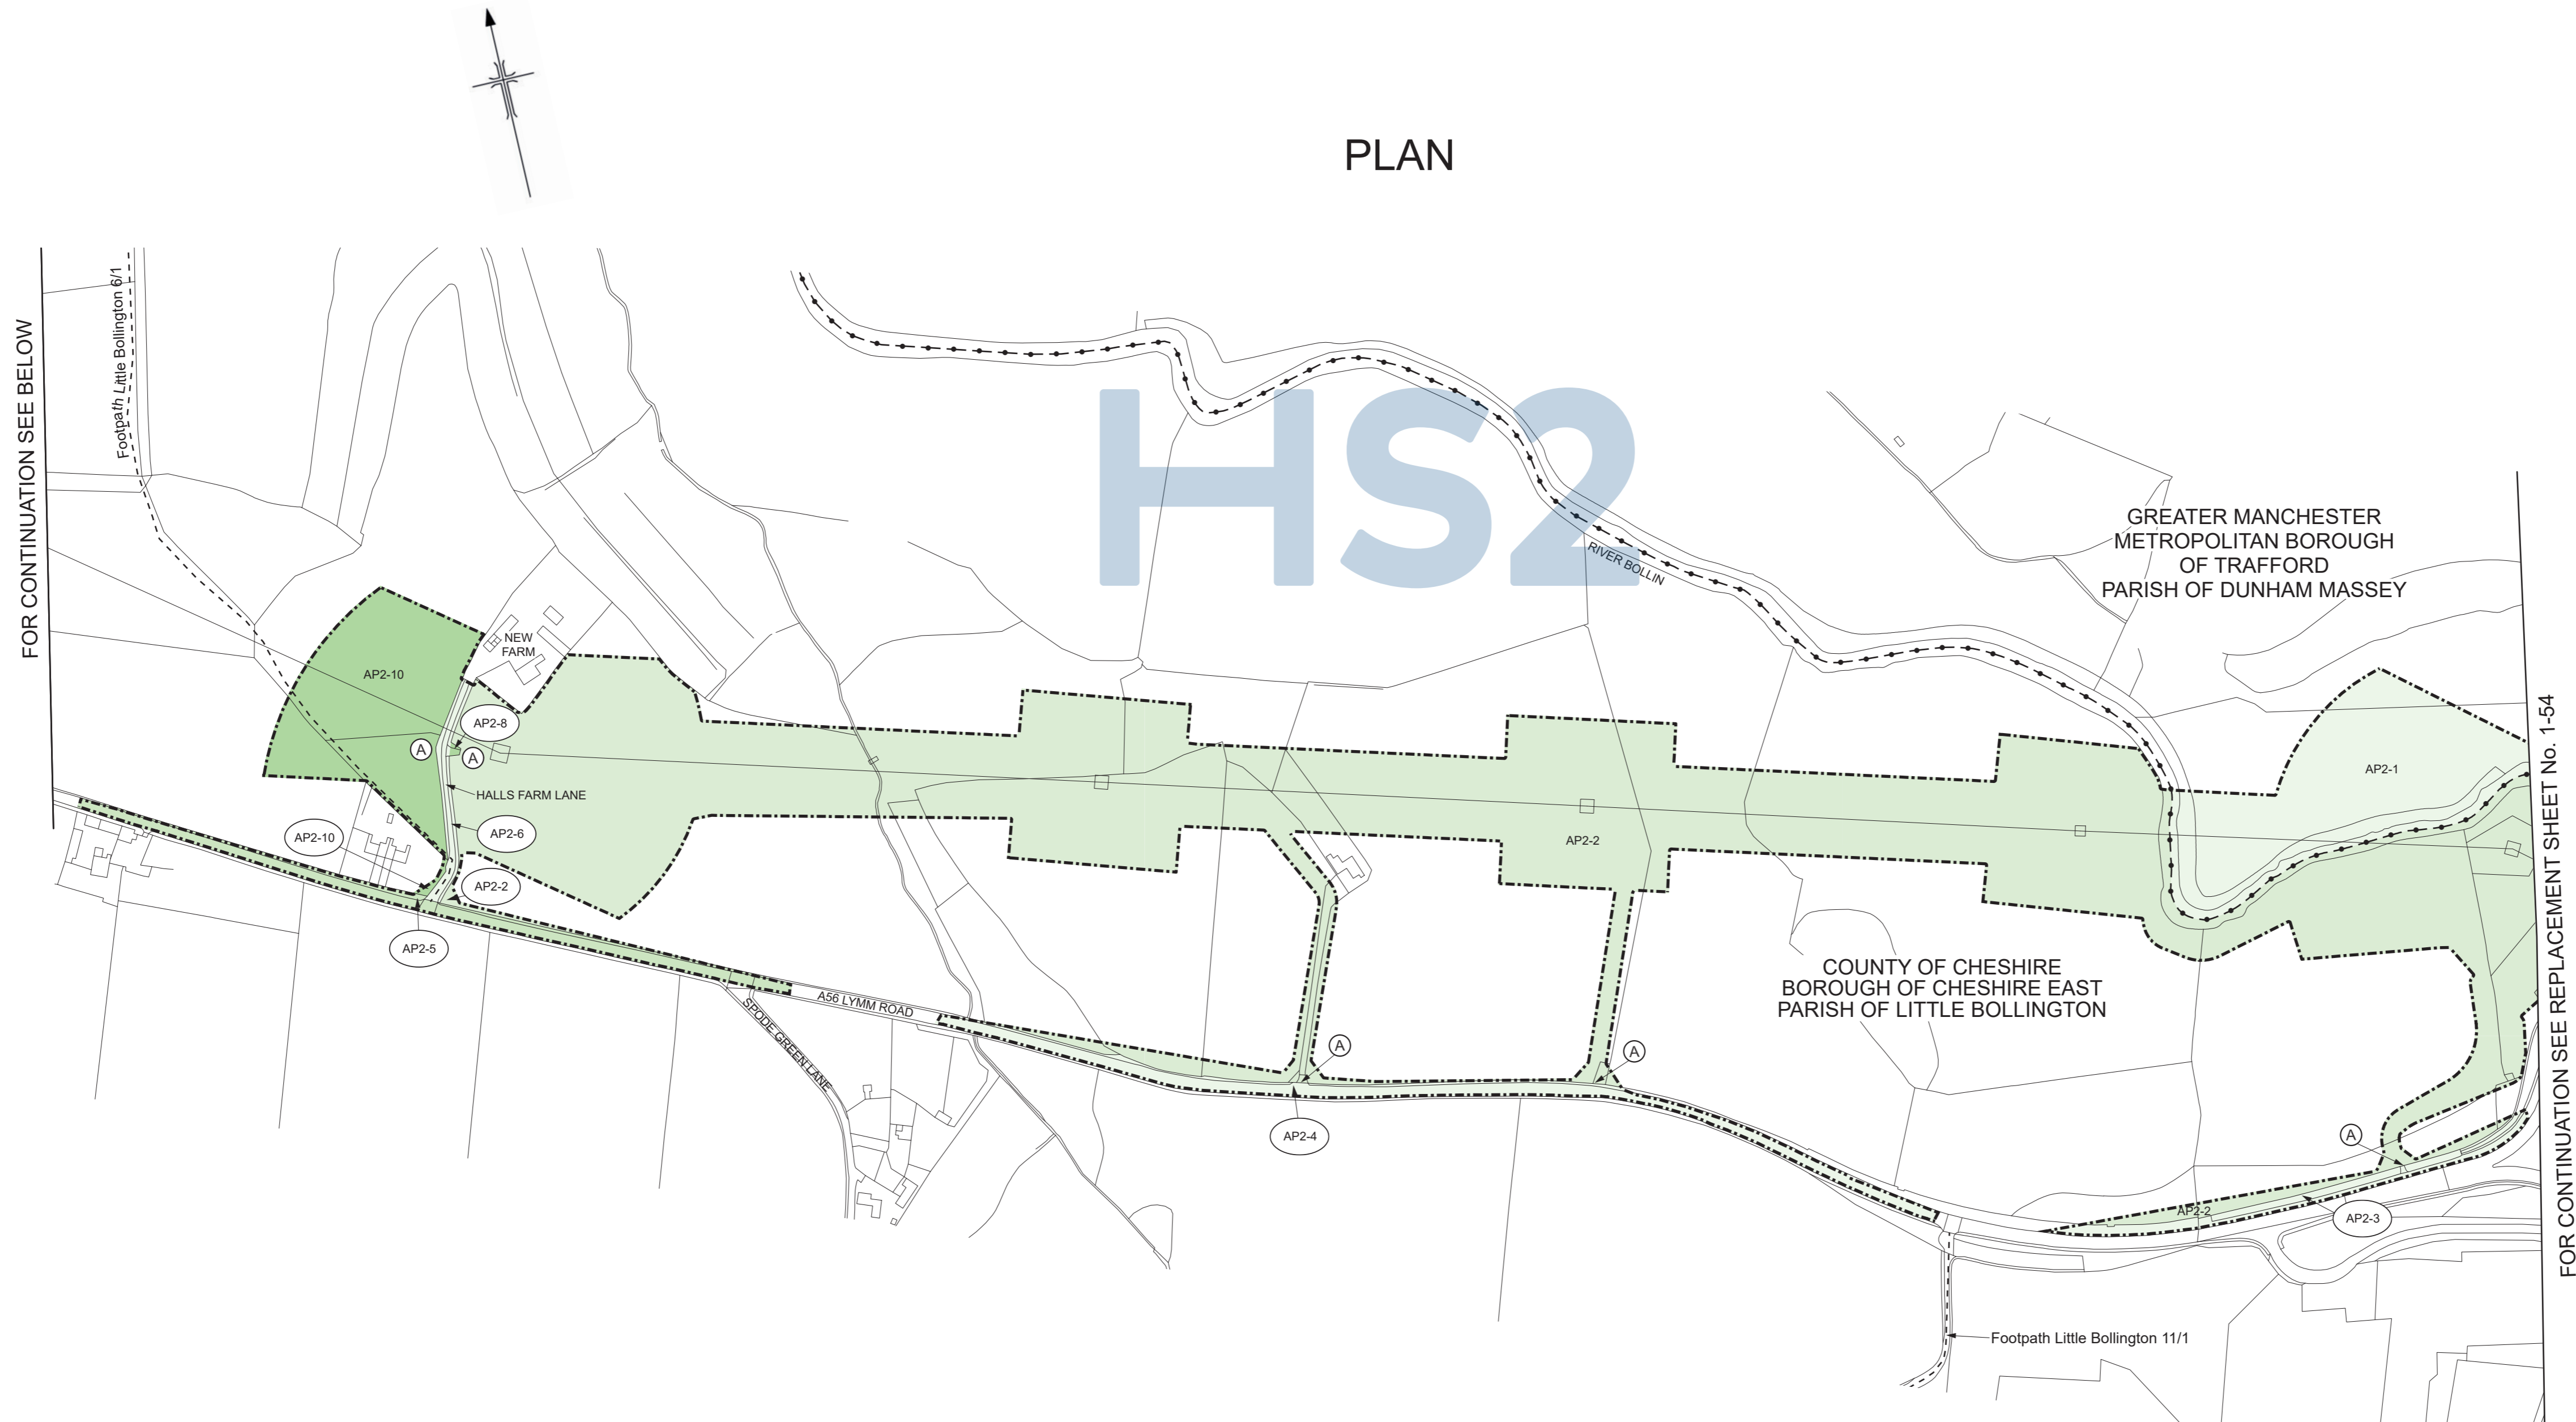 PLAN
FOR CONTINUATION SEE BELOW
Footpath Little Bollington 6/1
HS2
RIVER BOLLIN
GREATER MANCHESTER
METROPOLITAN BOROUGH
OF TRAFFORD
PARISH OF DUNHAM MASSEY
NEW
FARM
AP2-10
AP2-8
A
A
HALLS FARM LANE
AP2-10
AP2-6
AP2-2
AP2-5
AP2-1
AP2-2
A56 LYMM ROAD
SPODE GREEN LANE
COUNTY OF CHESHIRE
BOROUGH OF CHESHIRE EAST
PARISH OF LITTLE BOLLINGTON
A
A
AP2-4
A
AP2-2
AP2-3
Footpath Little Bollington 11/1
FOR CONTINUATION SEE REPLACEMENT SHEET No. 1-54